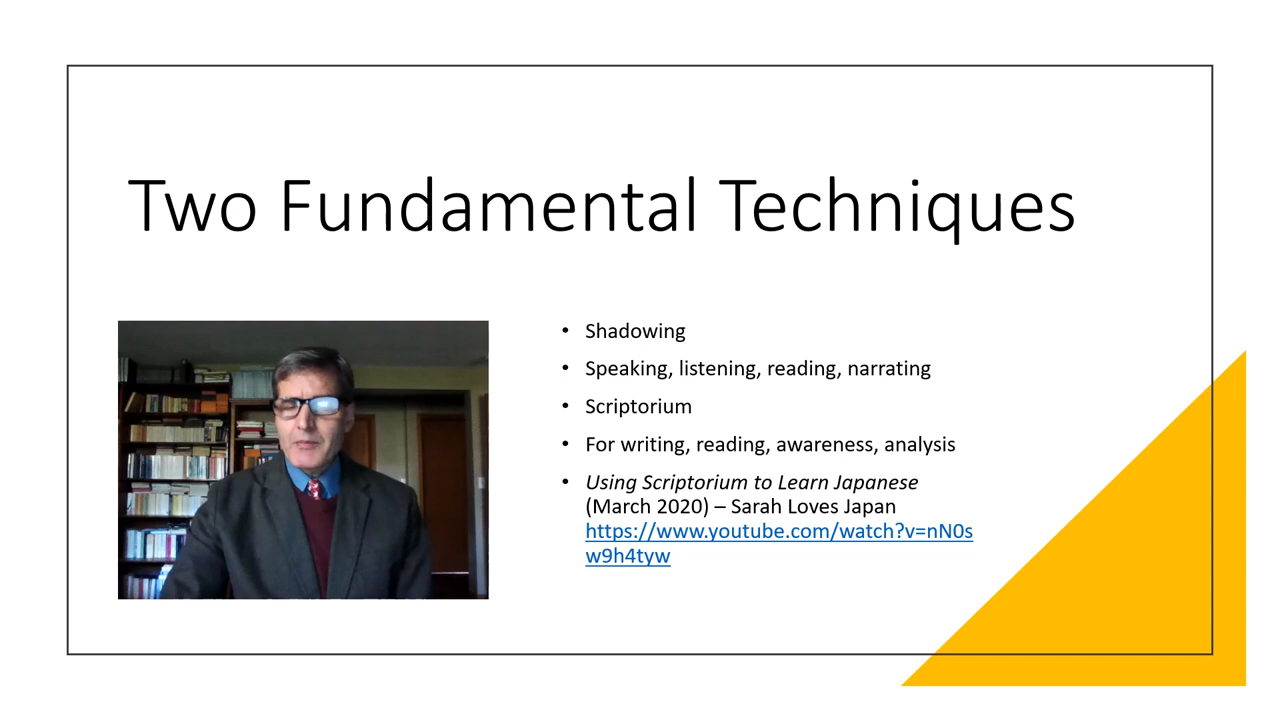 Two Fundamental Techniques
• Shadowing
• Speaking, listening, reading, narrating
• Scriptorium
• For writing, reading, awareness, analysis
• Using Scriptorium to Learn Japanese
(March 2020) – Sarah Loves Japan
https://www.youtube.com/watch?v=nN0s
w9h4tyw